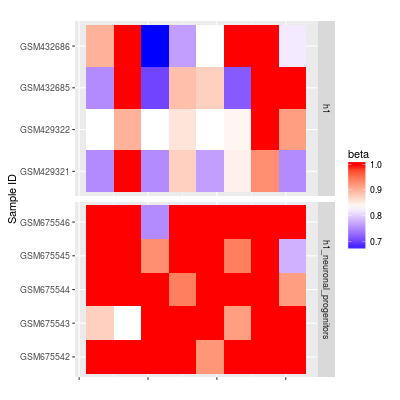 Sample ID
GSM432686
GSM432685
GSM429322
GSM429321
h1
GSM675546
GSM675545
GSM675544
GSM675543
GSM675542
h1_neuronal_progenitors
beta
1.0
0.9
0.8
0.7